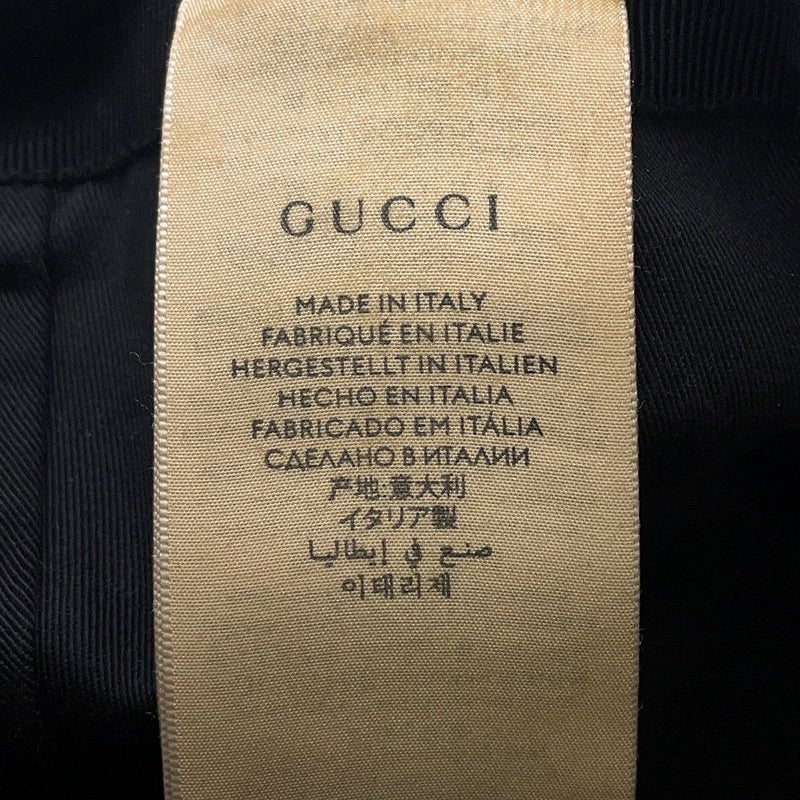 GUCCI
MADE IN ITALY
FABRIQUÉ EN ITALIE
HERGESTELLT IN ITALIEN
HECHO EN ITALIA
FABRICADO EM ITÁLIA
СДЕЛАНО В ИТАЛИИ
产地:意大利
イタリア製
صنع في إيطاليا
이태리제